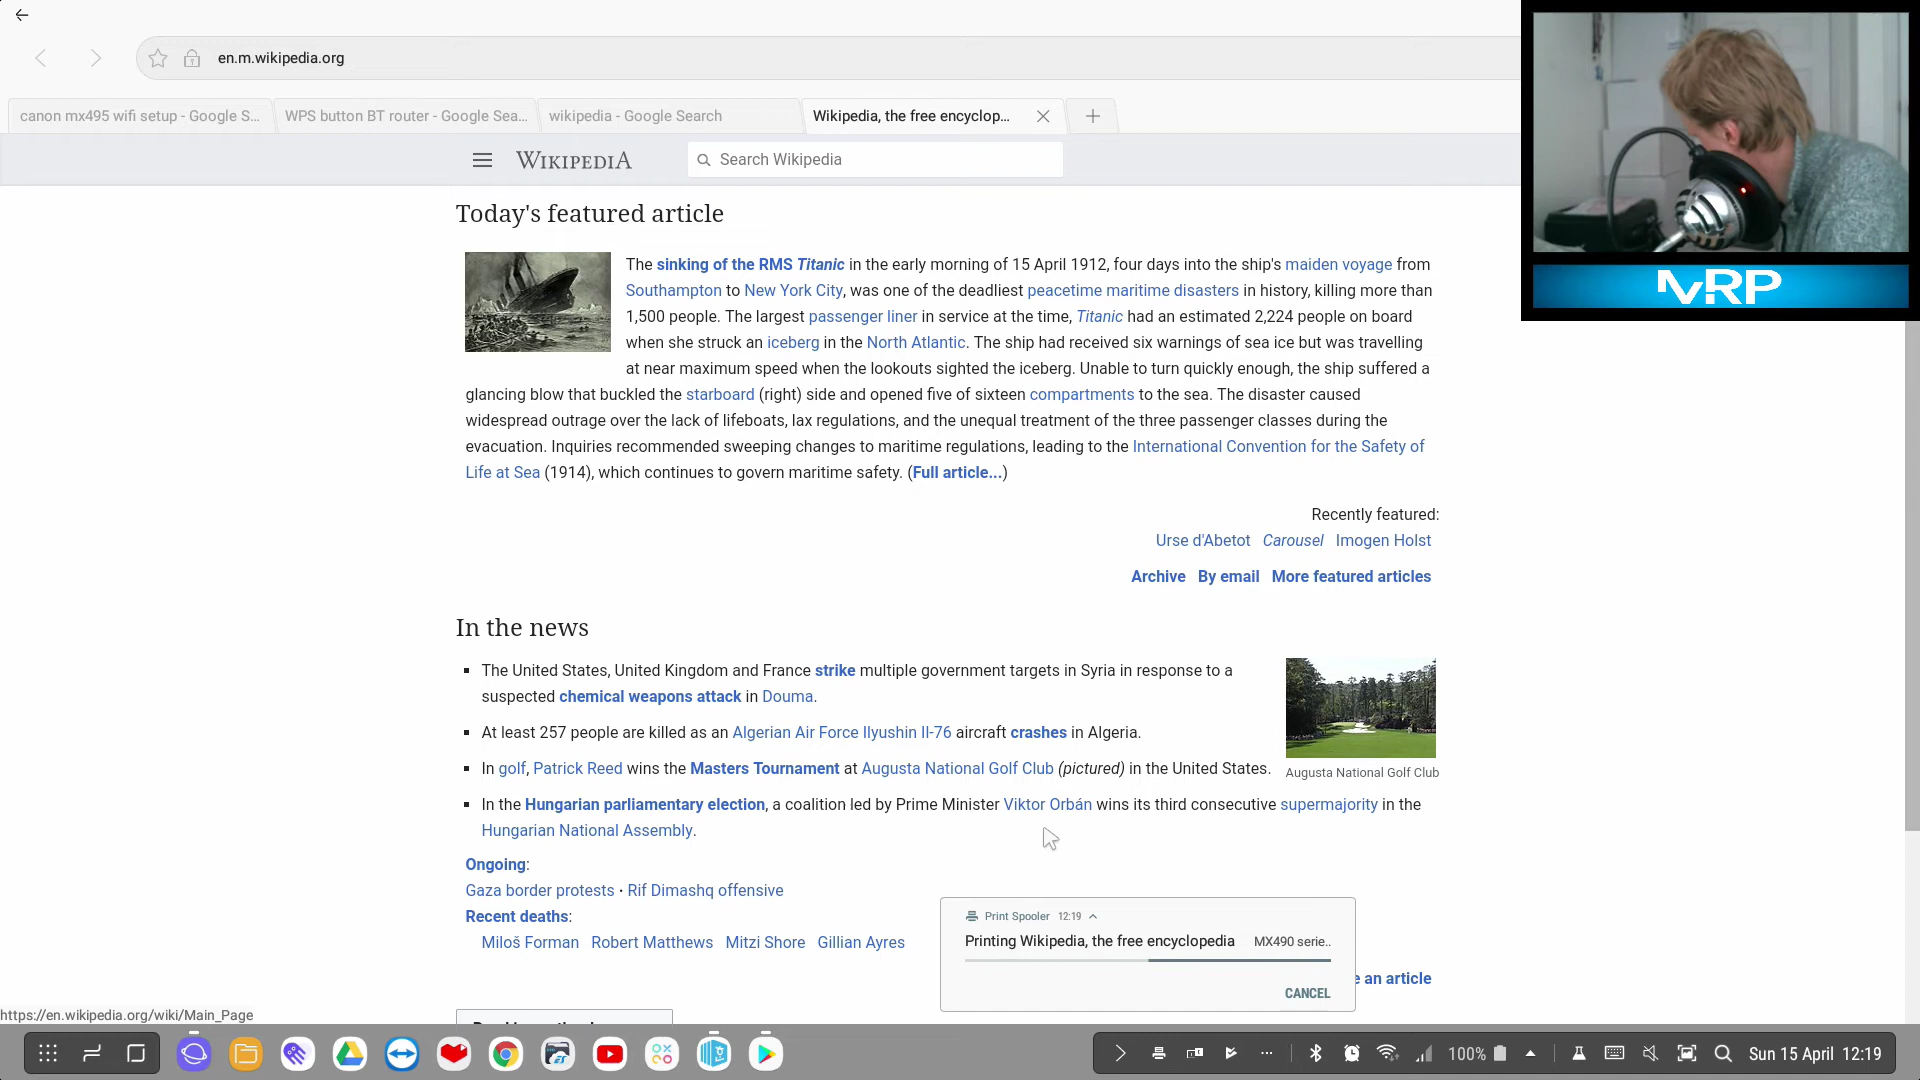 en.m.wikipedia.org
canon mx495 wifi setup - Google S...
WPS button BT router - Google Sea...
wikipedia - Google Search
Wikipedia, the free encyclop...
WIKIPEDIA
Search Wikipedia
MRP
Today's featured article
The sinking of the RMS Titanic in the early morning of 15 April 1912, four days into the ship's maiden voyage from
Southampton to New York City, was one of the deadliest peacetime maritime disasters in history, killing more than
1,500 people. The largest passenger liner in service at the time, Titanic had an estimated 2,224 people on board
when she struck an iceberg in the North Atlantic. The ship had received six warnings of sea ice but was travelling
at near maximum speed when the lookouts sighted the iceberg. Unable to turn quickly enough, the ship suffered a
glancing blow that buckled the starboard (right) side and opened five of sixteen compartments to the sea. The disaster caused
widespread outrage over the lack of lifeboats, lax regulations, and the unequal treatment of the three passenger classes during the
evacuation. Inquiries recommended sweeping changes to maritime regulations, leading to the International Convention for the Safety of
Life at Sea (1914), which continues to govern maritime safety. (Full article...)
Recently featured:
Urse d'Abetot Carousel Imogen Holst
Archive By email More featured articles
In the news
▪ The United States, United Kingdom and France strike multiple government targets in Syria in response to a
suspected chemical weapons attack in Douma.
▪ At least 257 people are killed as an Algerian Air Force Ilyushin Il-76 aircraft crashes in Algeria.
▪ In golf, Patrick Reed wins the Masters Tournament at Augusta National Golf Club (pictured) in the United States.
Augusta National Golf Club
▪ In the Hungarian parliamentary election, a coalition led by Prime Minister Viktor Orbán wins its third consecutive supermajority in the
Hungarian National Assembly.
Ongoing:
Gaza border protests · Rif Dimashq offensive
Recent deaths:
Miloš Forman Robert Matthews Mitzi Shore Gillian Ayres
Print Spooler 12:19
Printing Wikipedia, the free encyclopedia MX490 serie..
CANCEL
an article
https://en.wikipedia.org/wiki/Main_Page
100%
Sun 15 April 12:19